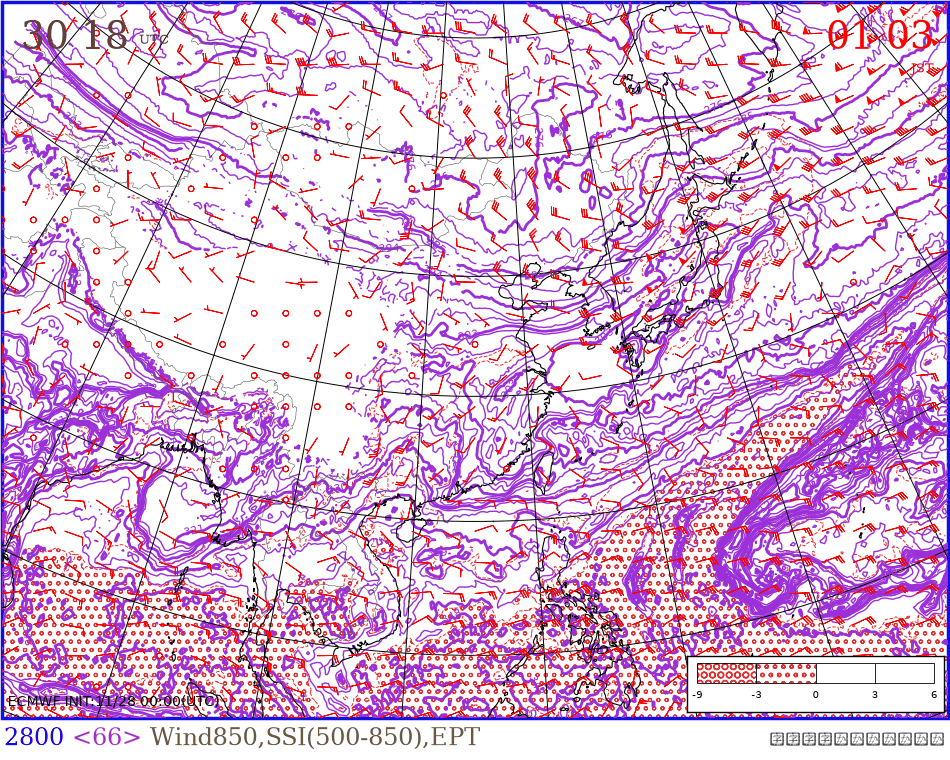 30 18 UTC 01 03
JST
ECMWF INIT:11/28 00:00(UTC)
-9 -3 0 3 6
2800 <66> Wind850,SSI(500-850),EPT